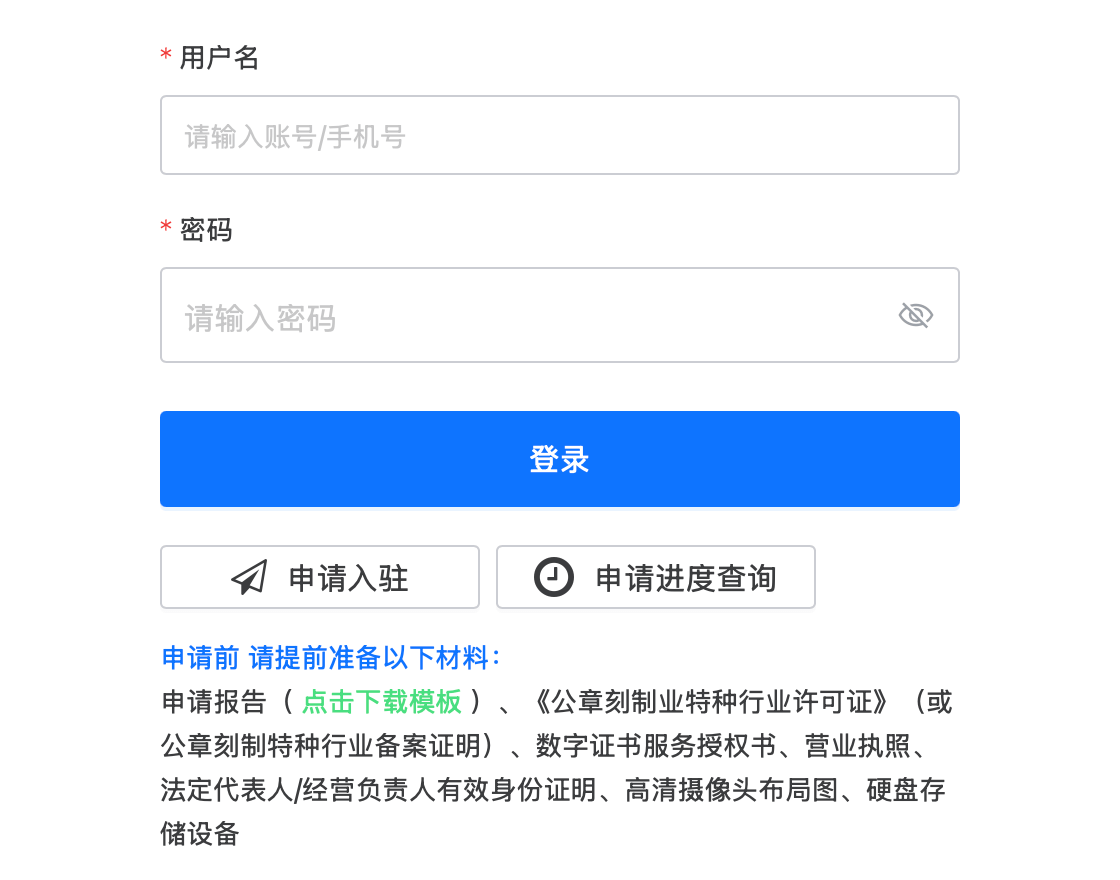 * 用户名
请输入账号/手机号
* 密码
请输入密码
登录
申请入驻
申请进度查询
申请前 请提前准备以下材料：
申请报告（ 点击下载模板 ）、《公章刻制业特种行业许可证》（或
公章刻制特种行业备案证明）、数字证书服务授权书、营业执照、
法定代表人/经营负责人有效身份证明、高清摄像头布局图、硬盘存
储设备